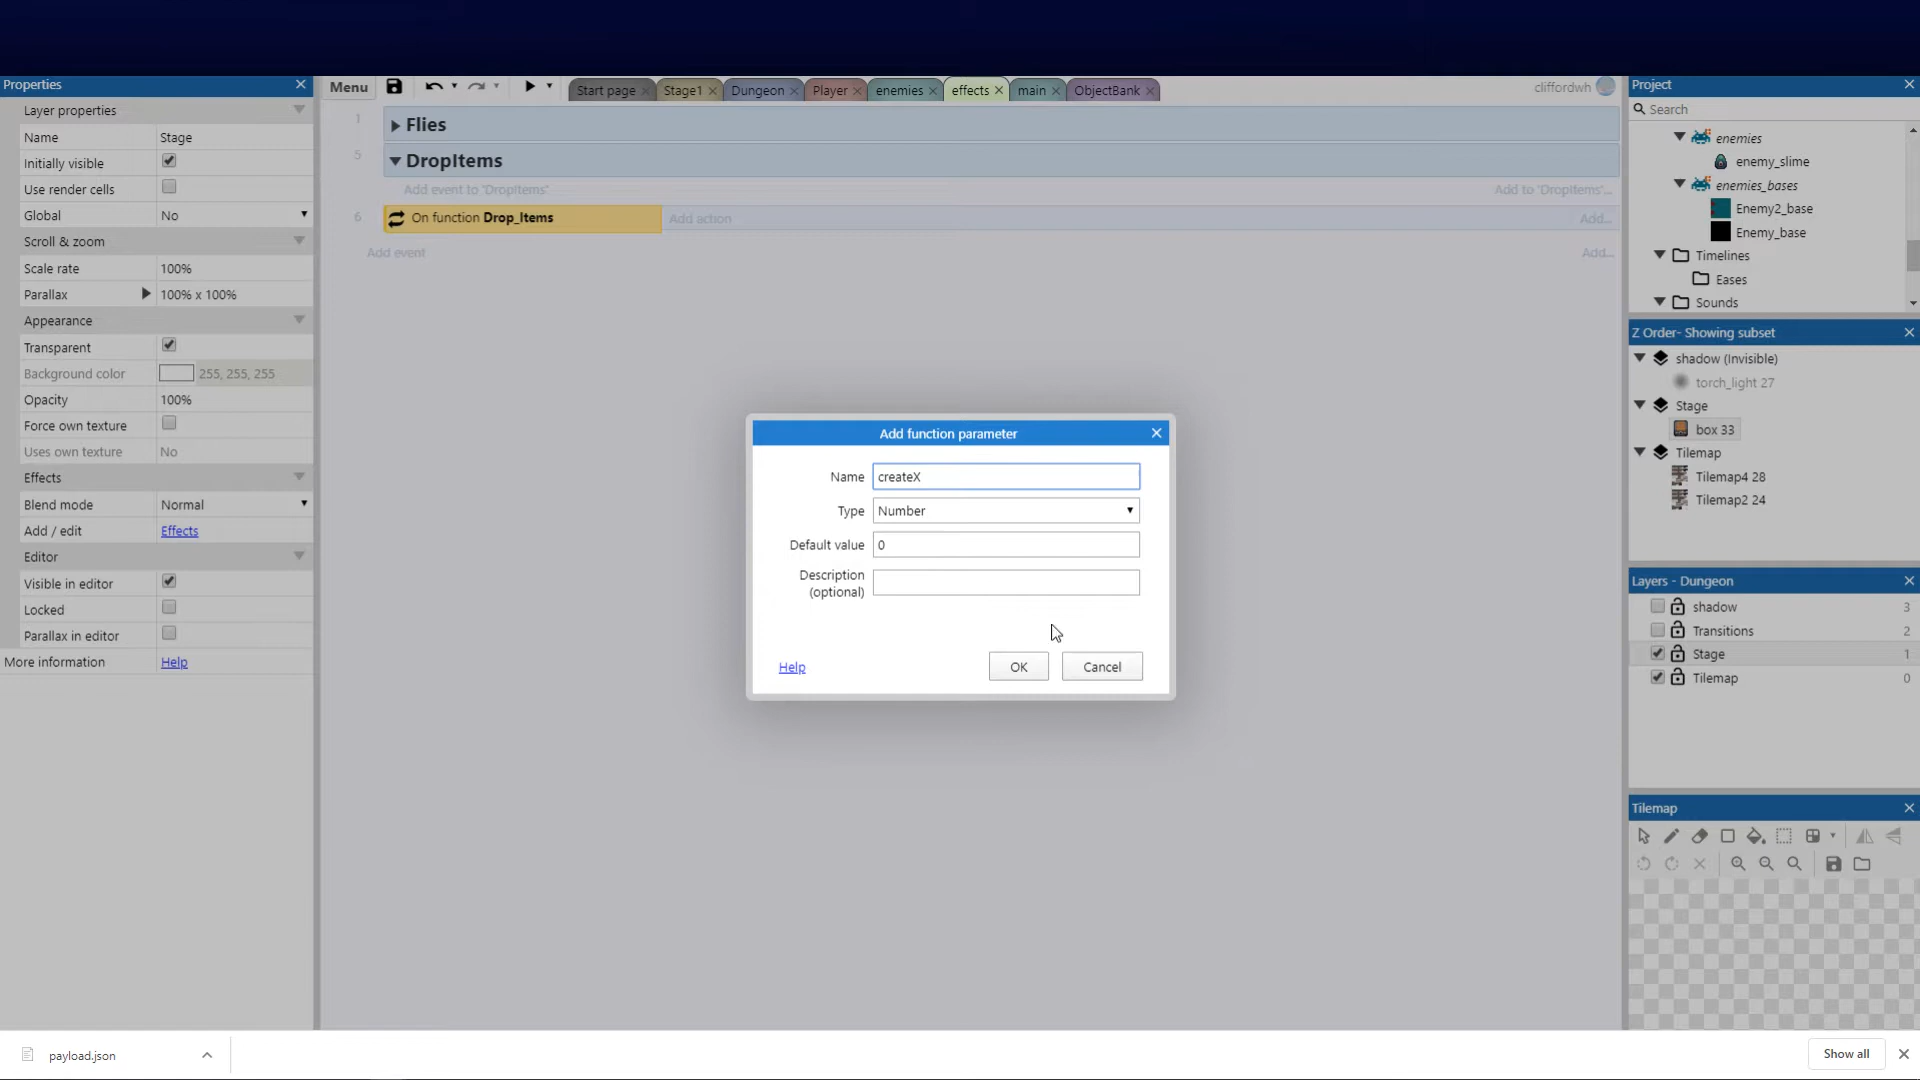 Properties
Layer properties
Name Stage
Initially visible
Use render cells
Global No
Scroll & zoom
Scale rate 100%
Parallax 100% x 100%
Appearance
Transparent
Background color 255, 255, 255
Opacity 100%
Force own texture
Uses own texture No
Effects
Blend mode Normal
Add / edit Effects
Editor
Visible in editor
Locked
Parallax in editor
More information Help
Menu
Start page
Stage1
Dungeon
Player
enemies
effects
main
ObjectBank
cliffordwh
1 Flies
5 DropItems
Add event to 'DropItems' Add to 'DropItems'...
6 On function Drop_Items Add action Add...
Add event Add...
Add function parameter
Name createX
Type Number
Default value 0
Description
(optional)
Help OK Cancel
Project
Search
enemies
enemy_slime
enemies_bases
Enemy2_base
Enemy_base
Timelines
Eases
Sounds
Z Order- Showing subset
shadow (Invisible)
torch_light 27
Stage
box 33
Tilemap
Tilemap4 28
Tilemap2 24
Layers - Dungeon
shadow 3
Transitions 2
Stage 1
Tilemap 0
Tilemap
payload.json
Show all